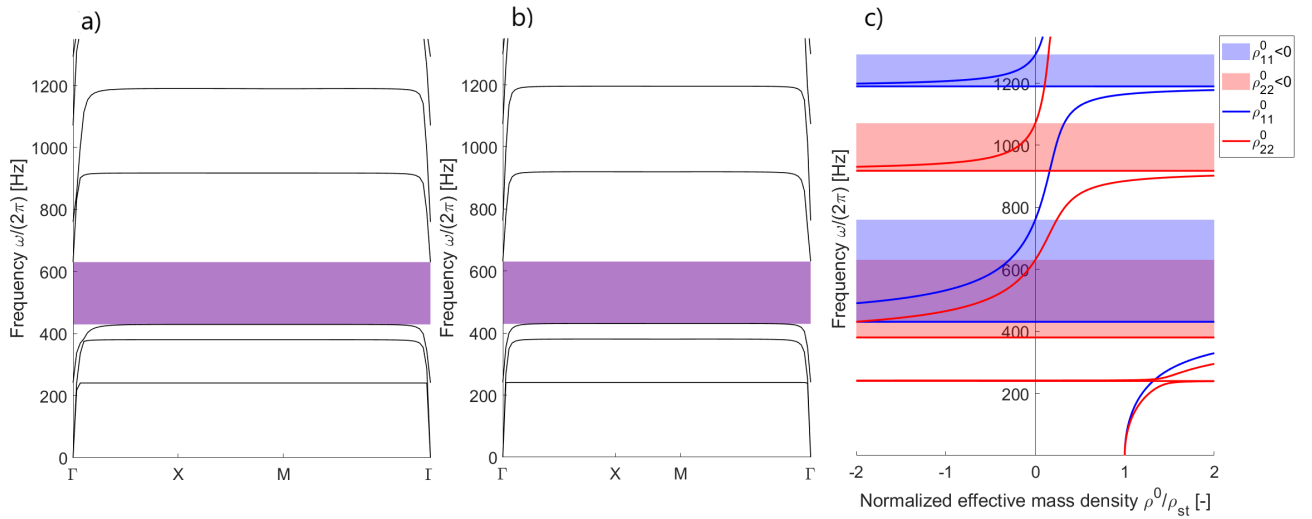 a)
Frequency ω/(2π) [Hz]
1200
1000
800
600
400
200
0
Γ
X
M
Γ
b)
Frequency ω/(2π) [Hz]
1200
1000
800
600
400
200
0
Γ
X
M
Γ
c)
Frequency ω/(2π) [Hz]
1200
1000
800
600
400
200
-2
-1
0
1
2
Normalized effective mass density ρ⁰/ρ_st [-]
ρ⁰₁₁<0
ρ⁰₂₂<0
ρ⁰₁₁
ρ⁰₂₂